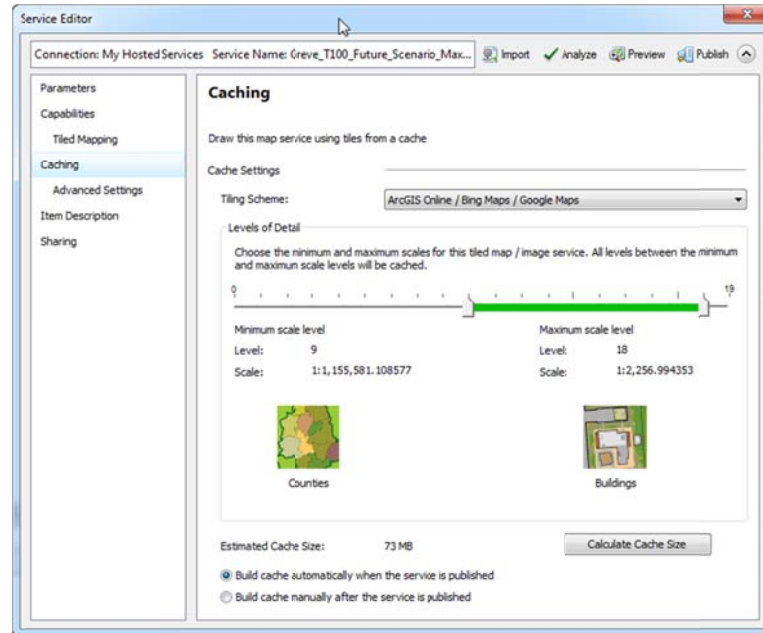 Service Editor
Connection: My Hosted Services Service Name: Greve_T100_Future_Scenario_Max... Import Analyze Preview Publish
Parameters
Capabilities
Tiled Mapping
Caching
Advanced Settings
Item Description
Sharing
Caching
Draw this map service using tiles from a cache
Cache Settings
Tiling Scheme: ArcGIS Online / Bing Maps / Google Maps
Levels of Detail
Choose the minimum and maximum scales for this tiled map / image service. All levels between the minimum
and maximum scale levels will be cached.
0 19
Minimum scale level Maximum scale level
Level: 9 Level: 18
Scale: 1:1,155,581.108577 Scale: 1:2,256.994353
Counties Buildings
Estimated Cache Size: 73 MB Calculate Cache Size
Build cache automatically when the service is published
Build cache manually after the service is published